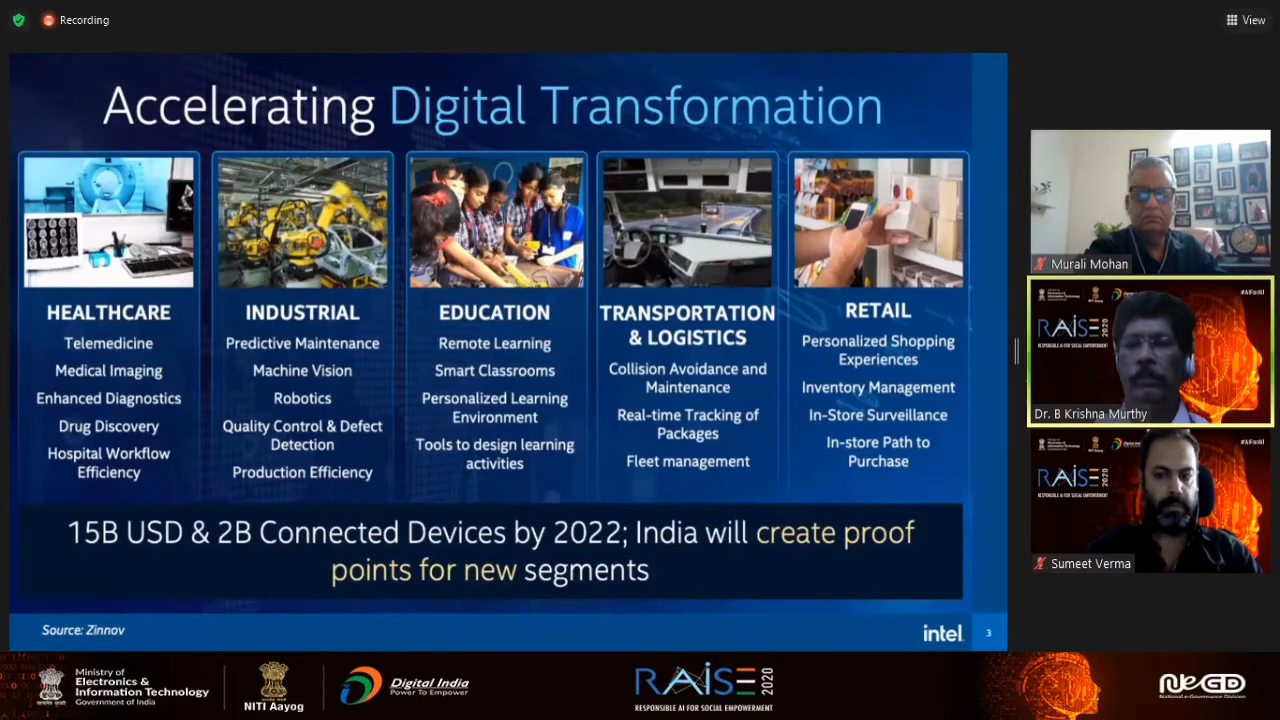 Recording
View
Accelerating Digital Transformation
HEALTHCARE
Telemedicine
Medical Imaging
Enhanced Diagnostics
Drug Discovery
Hospital Workflow
Efficiency
INDUSTRIAL
Predictive Maintenance
Machine Vision
Robotics
Quality Control & Defect
Detection
Production Efficiency
EDUCATION
Remote Learning
Smart Classrooms
Personalized Learning
Environment
Tools to design learning
activities
TRANSPORTATION
& LOGISTICS
Collision Avoidance and
Maintenance
Real-time Tracking of
Packages
Fleet management
RETAIL
Personalized Shopping
Experiences
Inventory Management
In-Store Surveillance
In-store Path to
Purchase
15B USD & 2B Connected Devices by 2022; India will create proof
points for new segments
Source: Zinnov
intel.
3
Murali Mohan
#AIForAll
RAISE 2020
RESPONSIBLE AI FOR SOCIAL EMPOWERMENT
Dr. B Krishna Murthy
#AIForAll
RAISE 2020
RESPONSIBLE AI FOR SOCIAL EMPOWERMENT
Sumeet Verma
Ministry of
Electronics &
Information Technology
Government of India
NITI Aayog
Digital India
Power To Empower
RAISE 2020
RESPONSIBLE AI FOR SOCIAL EMPOWERMENT
NeGD
National e-Governance Division